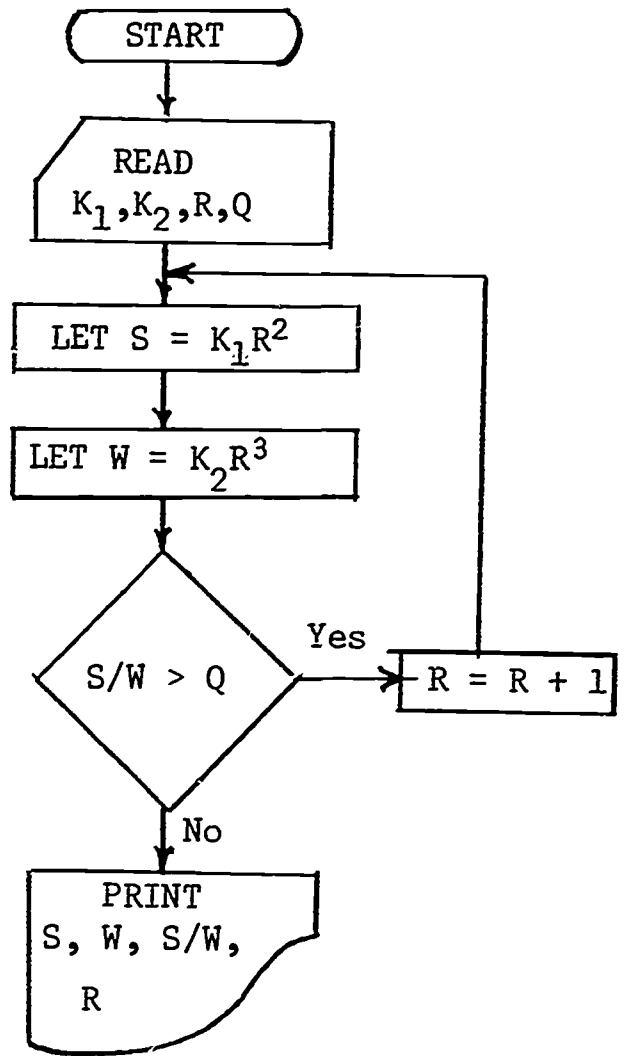 START
READ
K₁,K₂,R,Q
LET S = K₁R²
LET W = K₂R³
S/W > Q
Yes
R = R + 1
No
PRINT
S, W, S/W,
R